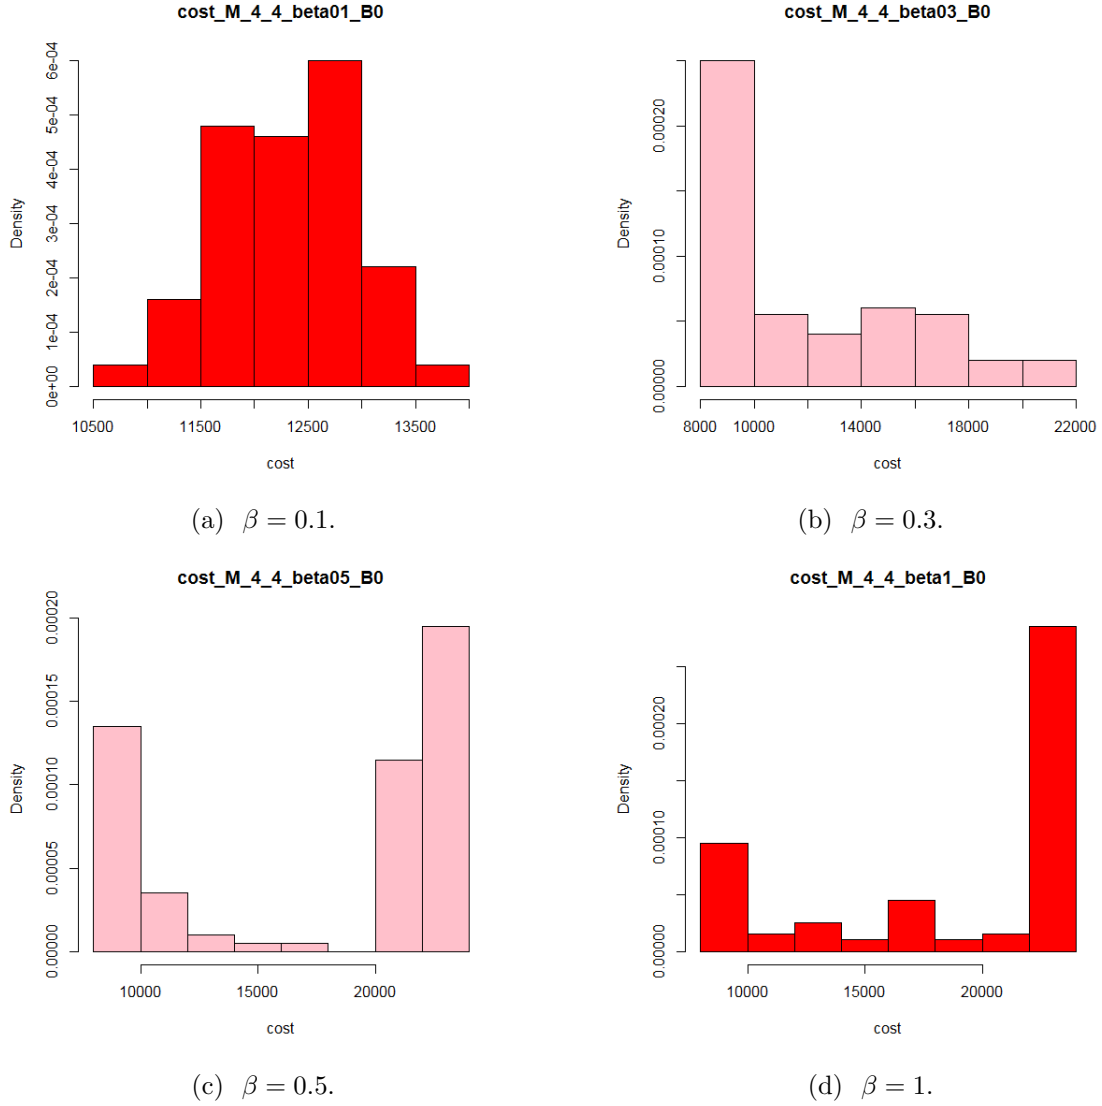 cost_M_4_4_beta01_B0
Density
0e+00 1e-04 2e-04 3e-04 4e-04 5e-04 6e-04
10500 11500 12500 13500
cost
(a) β = 0.1.
cost_M_4_4_beta03_B0
Density
0.00000 0.00010 0.00020
8000 10000 14000 18000 22000
cost
(b) β = 0.3.
cost_M_4_4_beta05_B0
Density
0.00000 0.00005 0.00010 0.00015 0.00020
10000 15000 20000
cost
(c) β = 0.5.
cost_M_4_4_beta1_B0
Density
0.00000 0.00010 0.00020
10000 15000 20000
cost
(d) β = 1.